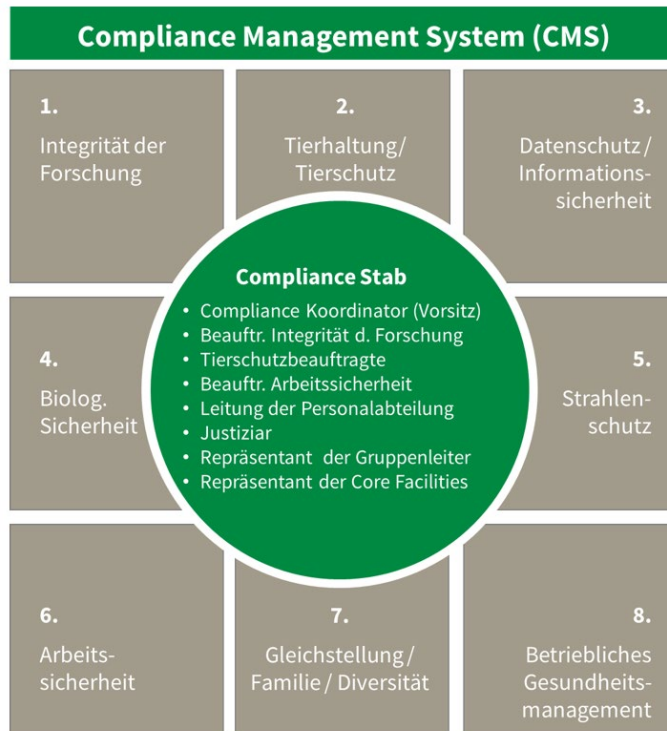 Compliance Management System (CMS)
1.
Integrität der
Forschung
2.
Tierhaltung/
Tierschutz
3.
Datenschutz /
Informations-
sicherheit
Compliance Stab
• Compliance Koordinator (Vorsitz)
• Beauftr. Integrität d. Forschung
• Tierschutzbeauftragte
• Beauftr. Arbeitssicherheit
• Leitung der Personalabteilung
• Justiziar
• Repräsentant der Gruppenleiter
• Repräsentant der Core Facilities
4.
Biolog.
Sicherheit
5.
Strahlen-
schutz
6.
Arbeits-
sicherheit
7.
Gleichstellung /
Familie / Diversität
8.
Betriebliches
Gesundheits-
management